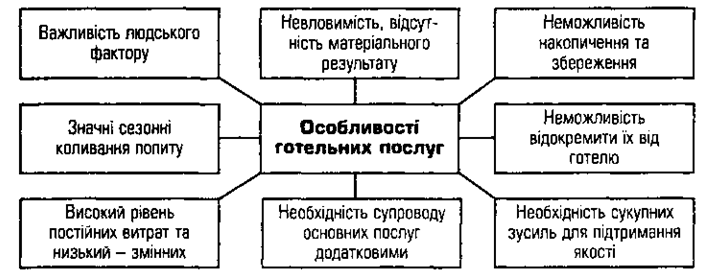 Важливість людського
фактору
Невловимість, відсут-
ність матеріального
результату
Неможливість
накопичення та
збереження
Значні сезонні
коливання попиту
Особливості
готельних послуг
Неможливість
відокремити їх від
готелю
Високий рівень
постійних витрат та
низький – змінних
Необхідність супроводу
основних послуг
додатковими
Необхідність сукупних
зусиль для підтримання
якості